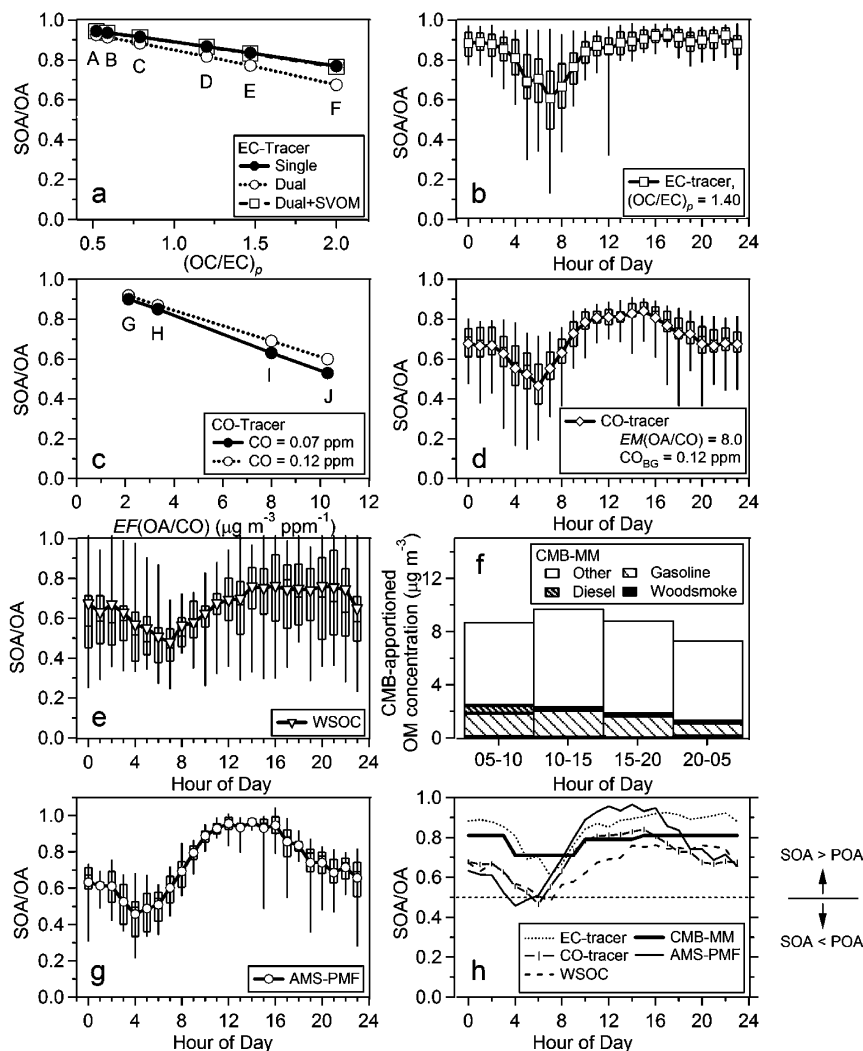 SOA/OA
1.0
0.8
0.6
0.4
0.2
0.0
A
B
C
D
E
F
EC-Tracer
Single
Dual
Dual+SVOM
a
0.5
1.0
1.5
2.0
(OC/EC)p
SOA/OA
1.0
0.8
0.6
0.4
0.2
0.0
EC-tracer,
(OC/EC)p = 1.40
b
0 4 8 12 16 20 24
Hour of Day
SOA/OA
1.0
0.8
0.6
0.4
0.2
0.0
G
H
I
J
CO-Tracer
CO = 0.07 ppm
CO = 0.12 ppm
c
0 2 4 6 8 10 12
EF(OA/CO) (µg m⁻³ ppm⁻¹)
SOA/OA
1.0
0.8
0.6
0.4
0.2
0.0
CO-tracer
EM(OA/CO) = 8.0
COBG = 0.12 ppm
d
0 4 8 12 16 20 24
Hour of Day
SOA/OA
1.0
0.8
0.6
0.4
0.2
0.0
e
WSOC
0 4 8 12 16 20 24
Hour of Day
CMB-apportioned
OM concentration (µg m⁻³)
12
8
4
0
f
CMB-MM
Other
Gasoline
Diesel
Woodsmoke
05-10 10-15 15-20 20-05
Hour of Day
SOA/OA
1.0
0.8
0.6
0.4
0.2
0.0
g
AMS-PMF
0 4 8 12 16 20 24
Hour of Day
SOA/OA
1.0
0.8
0.6
0.4
0.2
0.0
EC-tracer
CMB-MM
CO-tracer
AMS-PMF
WSOC
h
0 4 8 12 16 20 24
Hour of Day
SOA > POA
SOA < POA